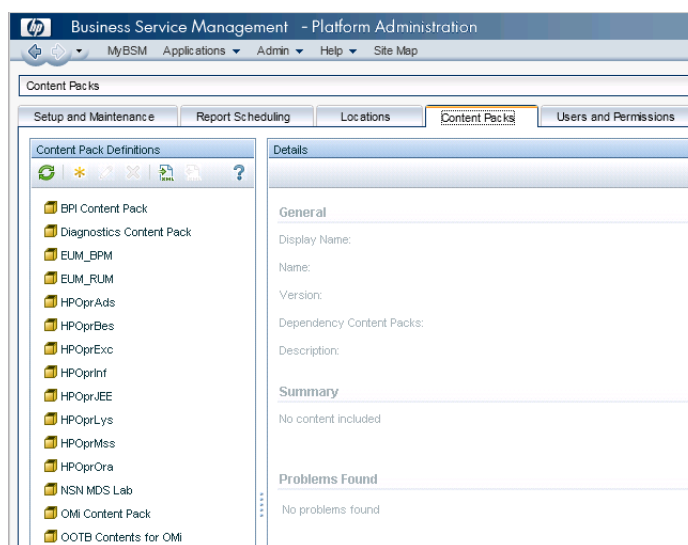 hp Business Service Management - Platform Administration
MyBSM Applications Admin Help Site Map
Content Packs
Setup and Maintenance Report Scheduling Locations Content Packs Users and Permissions
Content Pack Definitions
XML ?
BPI Content Pack
Diagnostics Content Pack
EUM_BPM
EUM_RUM
HPOprAds
HPOprBes
HPOprExc
HPOprInf
HPOprJEE
HPOprLys
HPOprMss
HPOprOra
NSN MDS Lab
OMi Content Pack
OOTB Contents for OMi
Details
General
Display Name:
Name:
Version:
Dependency Content Packs:
Description:
Summary
No content included
Problems Found
No problems found